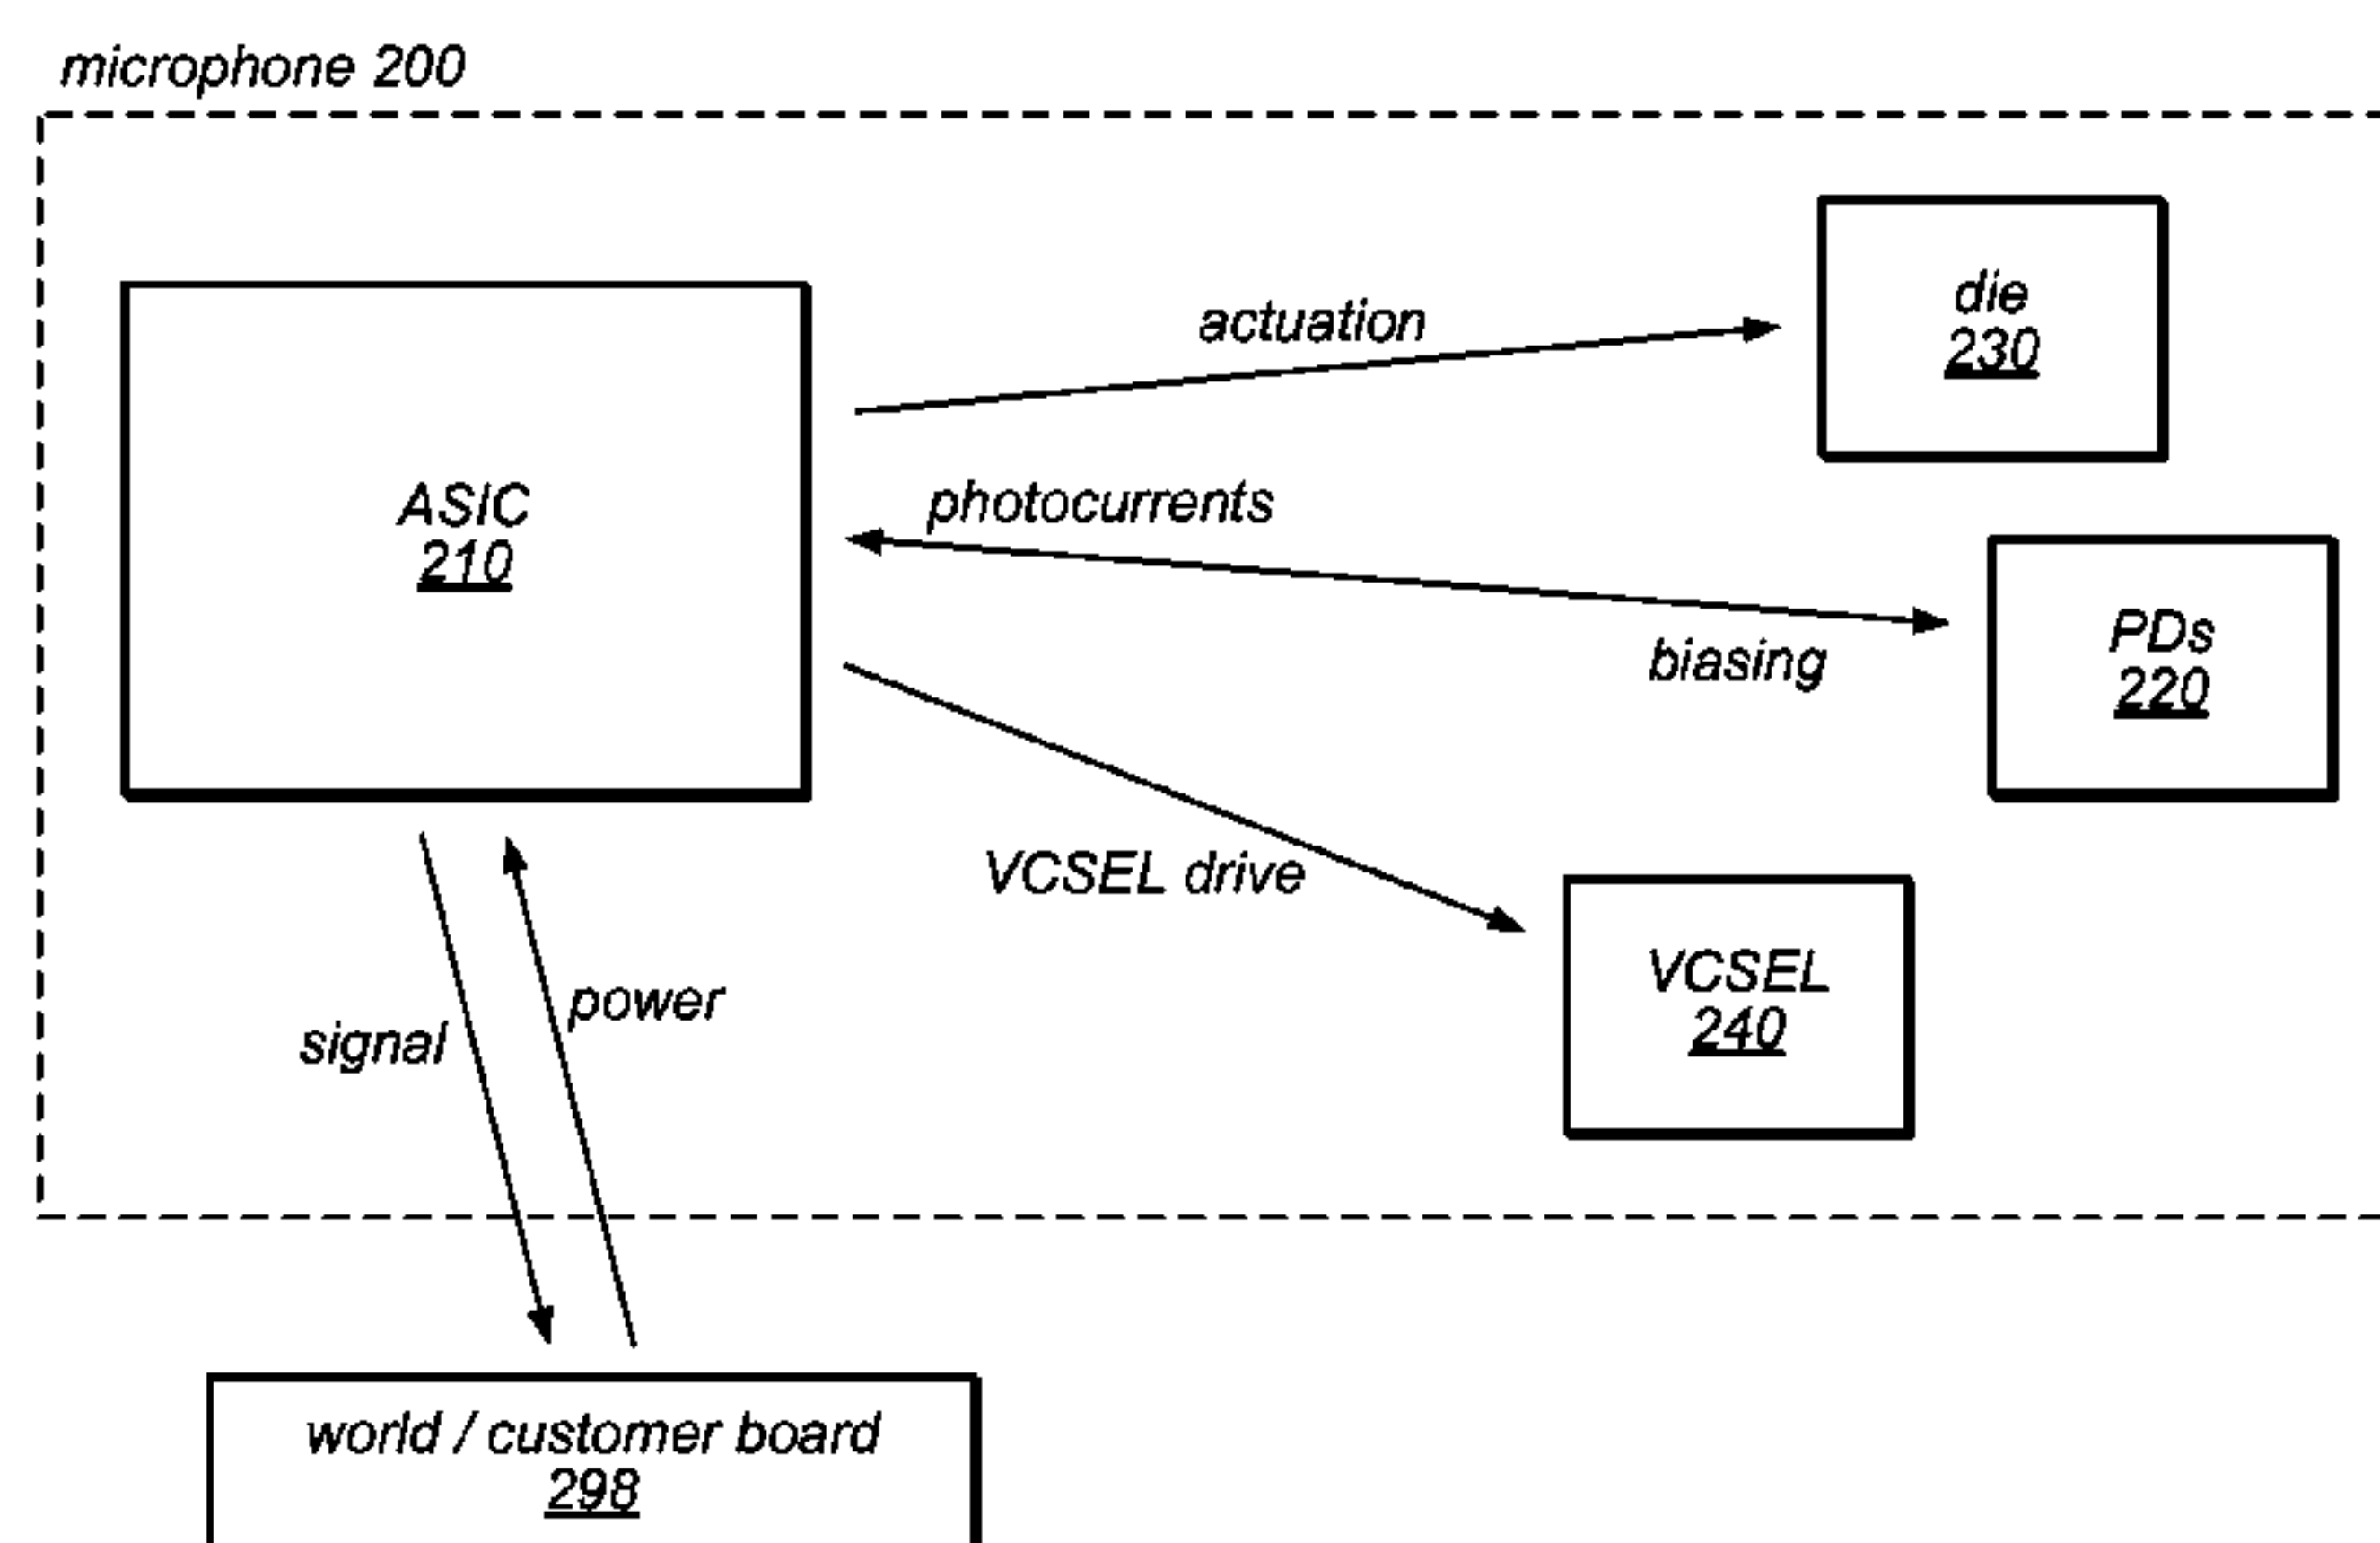 microphone 200
die
230
actuation
ASIC
210
photocurrents
biasing
PDs
220
VCSEL drive
VCSEL
240
signal
power
world / customer board
298